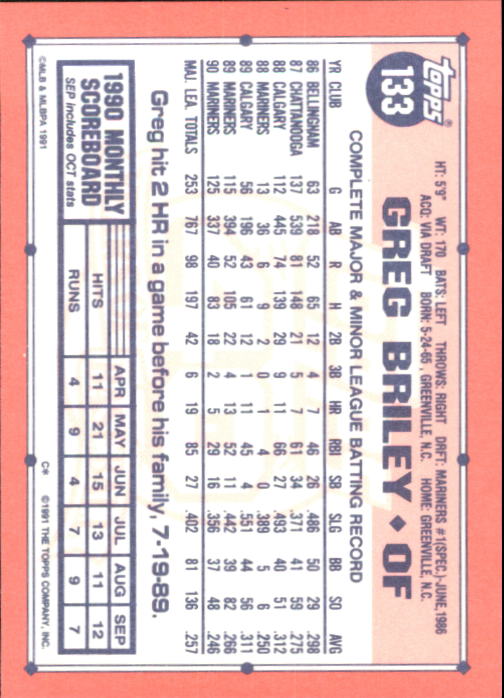 topps®
133
HT: 5'9" WT: 170 BATS: LEFT THROWS: RIGHT DRFT: MARINERS #1(SPEC.)-JUNE, 1986
ACQ: VIA DRAFT BORN: 5-24-65, GREENVILLE, N.C. HOME: GREENVILLE, N.C.
GREG BRILEY ◆ OF
COMPLETE MAJOR & MINOR LEAGUE BATTING RECORD
YR CLUB G AB R H 2B 3B HR RBI SB SLG BB SO AVG
86 BELLINGHAM 63 218 52 65 12 4 7 46 26 .486 50 29 .298
87 CHATTANOOGA 137 539 81 148 21 5 7 61 34 .371 41 59 .275
88 CALGARY 112 445 74 139 29 9 11 66 27 .493 40 51 .312
88 MARINERS 13 36 6 9 2 0 1 4 0 .389 5 6 .250
89 CALGARY 56 196 43 61 12 1 11 45 4 .551 44 56 .311
89 MARINERS 115 394 52 105 22 4 13 52 11 .442 39 82 .266
90 MARINERS 125 337 40 83 18 2 5 29 16 .356 37 48 .246
MAJ. LEA. TOTALS 253 767 98 197 42 6 19 85 27 .402 81 136 .257
Greg hit 2 HR in a game before his family, 7-19-89.
1990 MONTHLY
SCOREBOARD
SEP includes OCT stats
APR MAY JUN JUL AUG SEP
HITS 11 21 15 13 11 12
RUNS 4 9 4 7 9 7
©MLB & MLBPA 1991 C* ©1991 THE TOPPS COMPANY, INC.